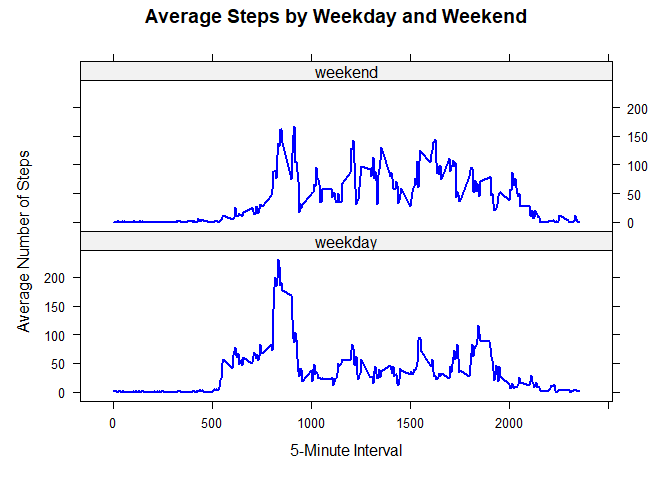 Average Steps by Weekday and Weekend
weekend
200
150
100
50
0
Average Number of Steps
weekday
200
150
100
50
0
0 500 1000 1500 2000
5-Minute Interval